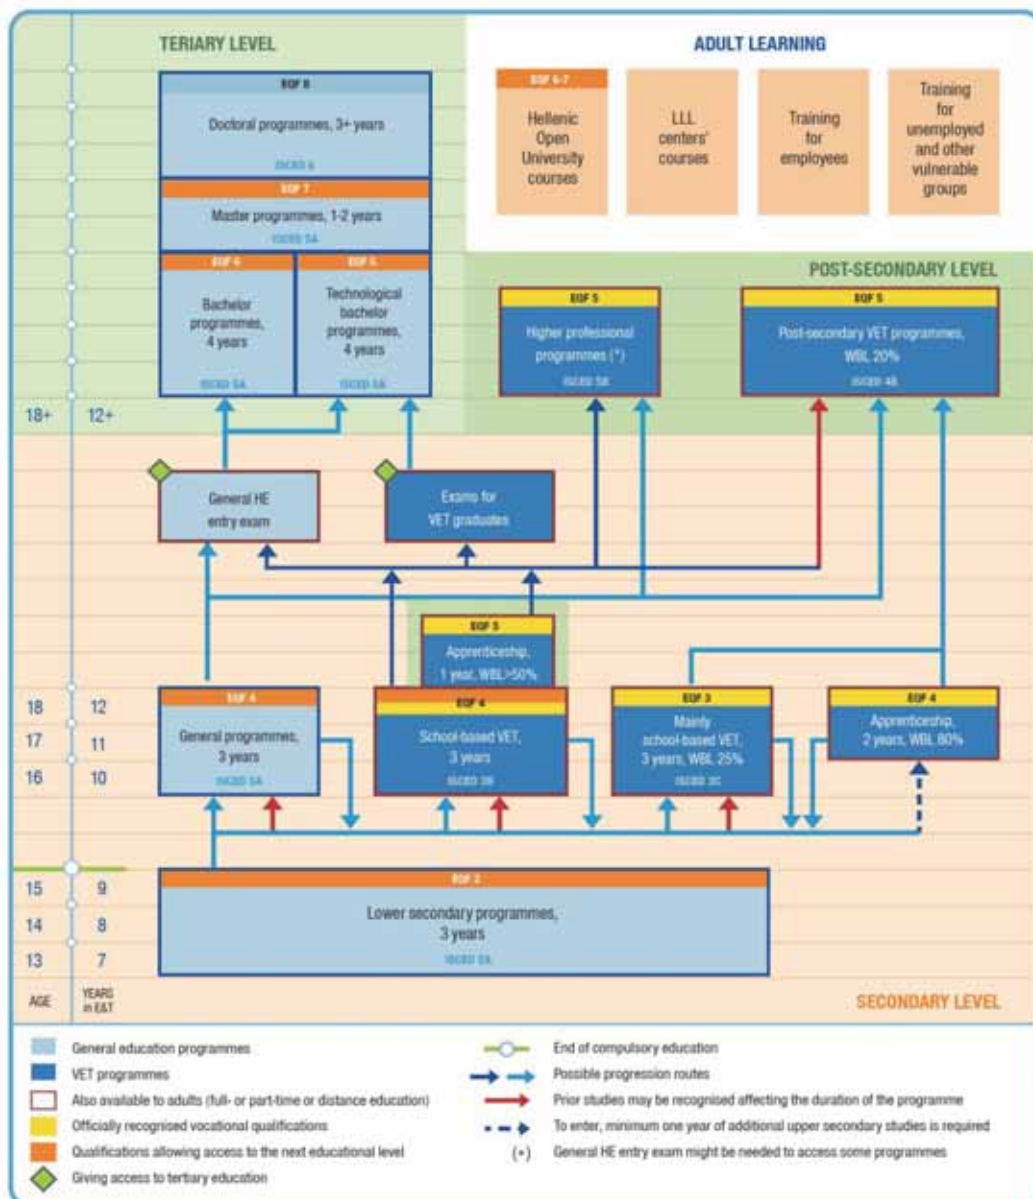 TERIARY LEVEL
ADULT LEARNING
EQF 8
Doctoral programmes, 3+ years
ISCED 6
EQF 7
Master programmes, 1-2 years
ISCED 5A
EQF 6
Bachelor
programmes,
4 years
ISCED 5A
EQF 6
Technological
bachelor
programmes,
4 years
ISCED 5A
EQF 6-7
Hellenic
Open
University
courses
LLL
centers'
courses
Training
for
employees
Training
for
unemployed
and other
vulnerable
groups
POST-SECONDARY LEVEL
EQF 5
Higher professional
programmes (*)
ISCED 5B
EQF 5
Post-secondary VET programmes,
WBL 20%
ISCED 4B
18+ 12+
General HE
entry exam
Exams for
VET graduates
EQF 5
Apprenticeship,
1 year, WBL>50%
18 12
17 11
16 10
EQF 4
General programmes,
3 years
ISCED 3A
EQF 4
School-based VET,
3 years
ISCED 3B
EQF 3
Mainly
school-based VET,
3 years, WBL 25%
ISCED 3C
EQF 4
Apprenticeship,
2 years, WBL 80%
15 9
14 8
13 7
EQF 2
Lower secondary programmes,
3 years
ISCED 2A
AGE
YEARS
in E&T
SECONDARY LEVEL
General education programmes
VET programmes
Also available to adults (full- or part-time or distance education)
Officially recognised vocational qualifications
Qualifications allowing access to the next educational level
Giving access to tertiary education
End of compulsory education
Possible progression routes
Prior studies may be recognised affecting the duration of the programme
To enter, minimum one year of additional upper secondary studies is required
(*) General HE entry exam might be needed to access some programmes